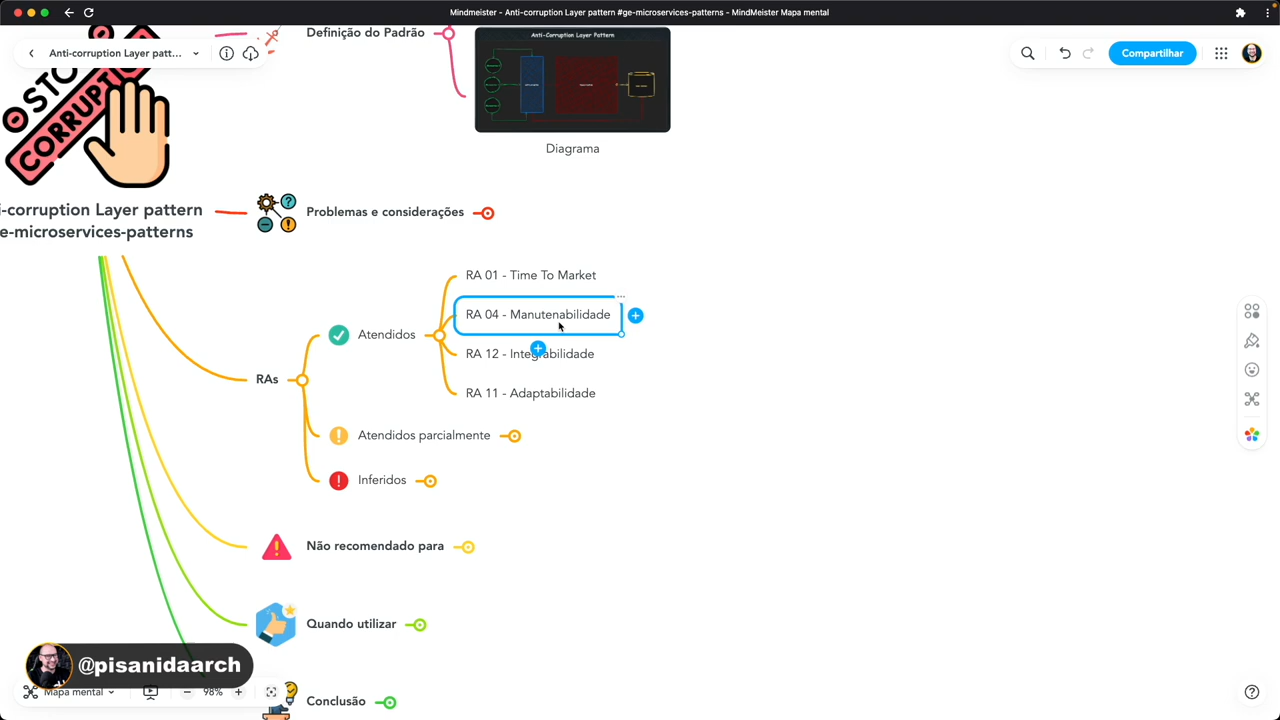 Mindmeister - Anti-corruption Layer pattern #ge-microservices-patterns - MindMeister Mapa mental
Anti-corruption Layer patt...
Compartilhar
Definição do Padrão
Anti-Corruption Layer Pattern
Diagrama
STO
CORRUPTION
i-corruption Layer pattern
e-microservices-patterns
Problemas e considerações
RAs
Atendidos
RA 01 - Time To Market
RA 04 - Manutenabilidade
RA 12 - Integrabilidade
RA 11 - Adaptabilidade
Atendidos parcialmente
Inferidos
Não recomendado para
Quando utilizar
Conclusão
@pisanidaarch
Mapa mental
98%